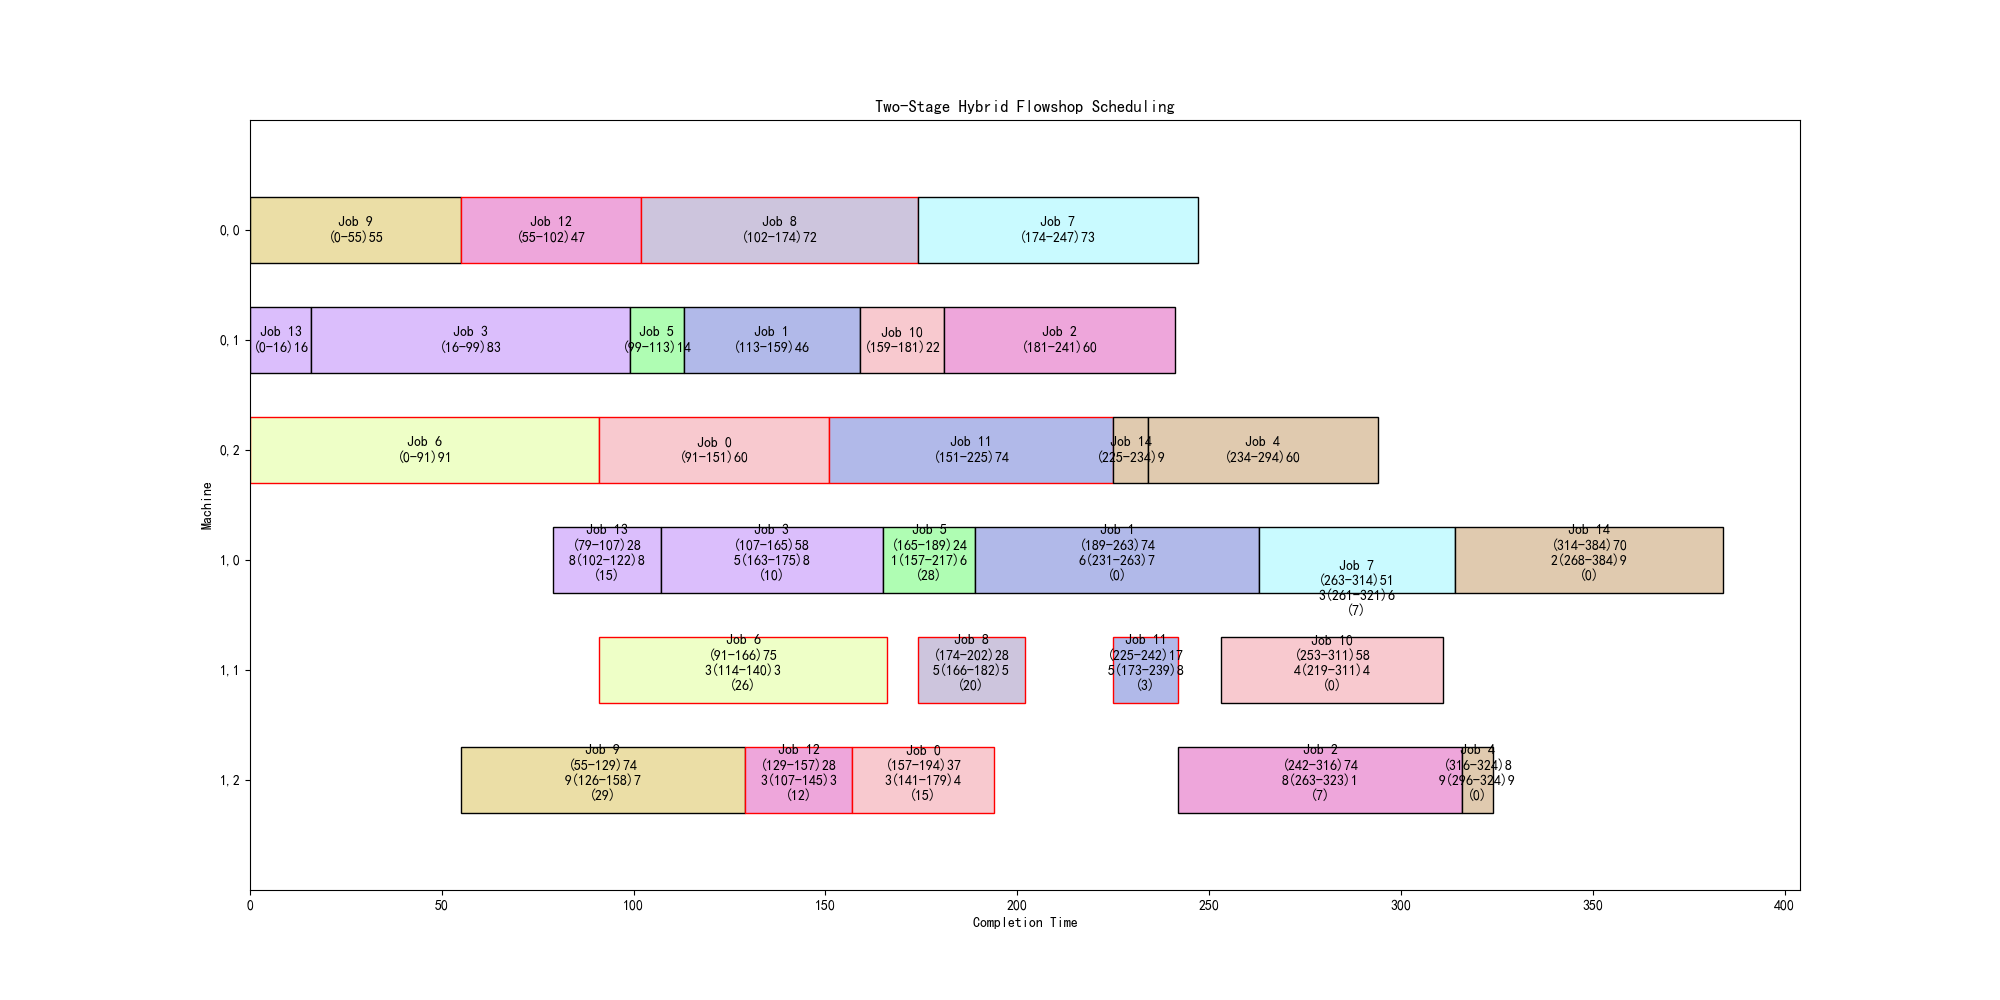 Two-Stage Hybrid Flowshop Scheduling
0,0
Job 9
(0-55)55
Job 12
(55-102)47
Job 8
(102-174)72
Job 7
(174-247)73
0,1
Job 13
(0-16)16
Job 3
(16-99)83
Job 5
(99-113)14
Job 1
(113-159)46
Job 10
(159-181)22
Job 2
(181-241)60
0,2
Job 6
(0-91)91
Job 0
(91-151)60
Job 11
(151-225)74
Job 14
(225-234)9
Job 4
(234-294)60
Machine
1,0
Job 13
(79-107)28
8(102-122)8
(15)
Job 3
(107-165)58
5(163-175)8
(10)
Job 5
(165-189)24
1(157-217)6
(28)
Job 1
(189-263)74
6(231-263)7
(0)
Job 7
(263-314)51
3(261-321)6
(7)
Job 14
(314-384)70
2(268-384)9
(0)
1,1
Job 6
(91-166)75
3(114-140)3
(26)
Job 8
(174-202)28
5(166-182)5
(20)
Job 11
(225-242)17
5(173-239)8
(3)
Job 10
(253-311)58
4(219-311)4
(0)
1,2
Job 9
(55-129)74
9(126-158)7
(29)
Job 12
(129-157)28
3(107-145)3
(12)
Job 0
(157-194)37
3(141-179)4
(15)
Job 2
(242-316)74
8(263-323)1
(7)
Job 4
(316-324)8
9(296-324)9
(0)
0
50
100
150
200
250
300
350
400
Completion Time